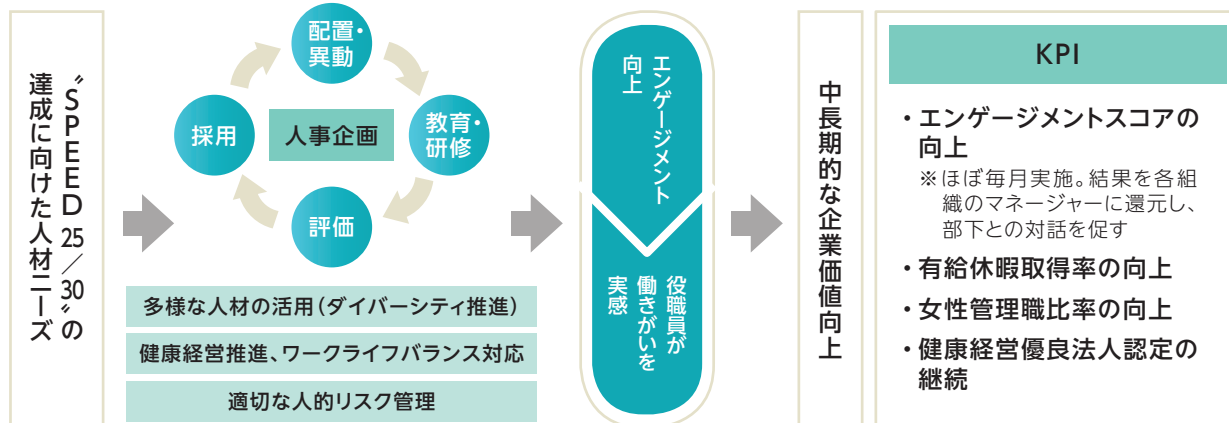 〝SPEED 25／30〟の
達成に向けた人材ニーズ
配置・
異動
採用
人事企画
教育・
研修
評価
多様な人材の活用（ダイバーシティ推進）
健康経営推進、ワークライフバランス対応
適切な人的リスク管理
エンゲージメント
向上
役職員が
働きがいを
実感
中長期的な企業価値向上
KPI
・エンゲージメントスコアの
向上
※ほぼ毎月実施。結果を各組
織のマネージャーに還元し、
部下との対話を促す
・有給休暇取得率の向上
・女性管理職比率の向上
・健康経営優良法人認定の
継続